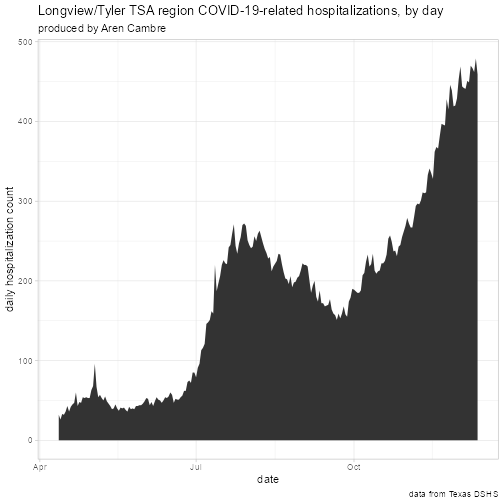 Longview/Tyler TSA region COVID-19-related hospitalizations, by day
produced by Aren Cambre
500
400
300
200
100
0
daily hospitalization count
Apr
Jul
Oct
date
data from Texas DSHS